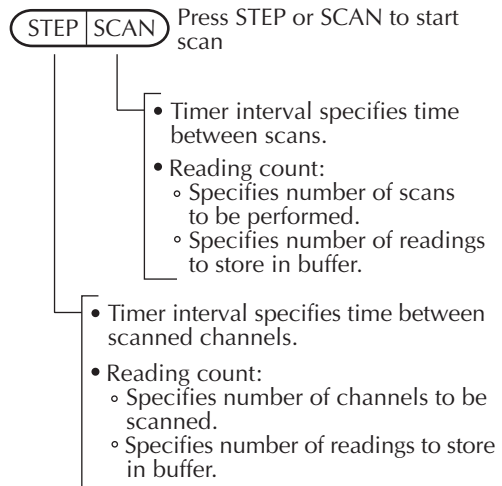 STEP SCAN Press STEP or SCAN to start
scan
• Timer interval specifies time
between scans.
• Reading count:
° Specifies number of scans
to be performed.
° Specifies number of readings
to store in buffer.
• Timer interval specifies time between
scanned channels.
• Reading count:
° Specifies number of channels to be
scanned.
° Specifies number of readings to store
in buffer.